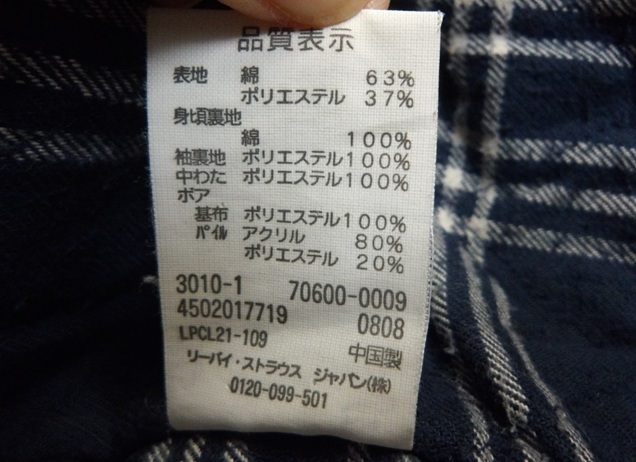 品質表示
表地 綿 63%
ポリエステル 37%
身頃裏地
綿 100%
袖裏地 ポリエステル100%
中わた ポリエステル100%
ボア
基布 ポリエステル100%
パイル アクリル 80%
ポリエステル 20%
3010-1 70600-0009
4502017719 0808
LPCL21-109 中国製
リーバイ・ストラウス ジャパン(株)
0120-099-501